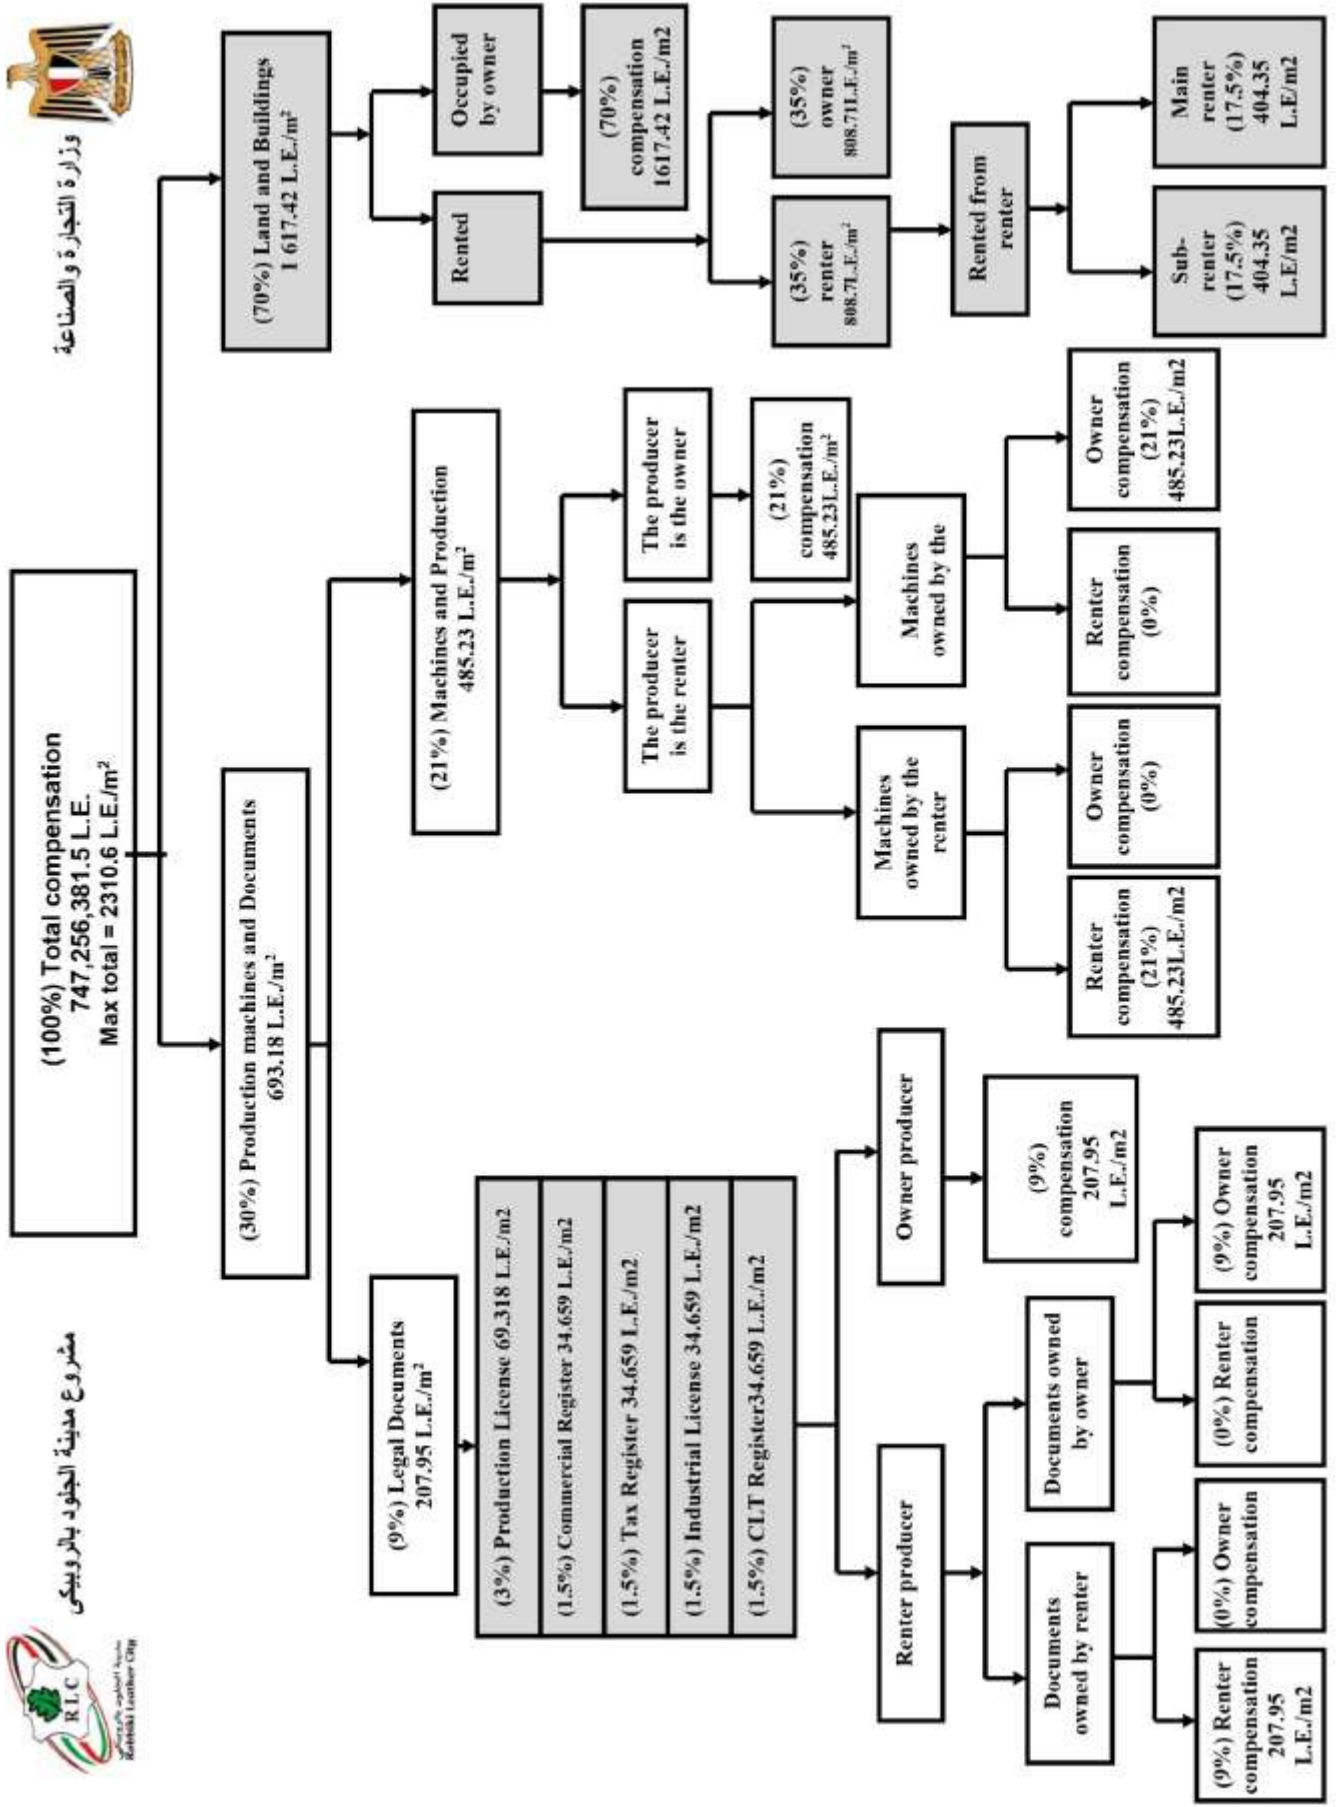 مشروع مدينة الجلود بالروبيكى
وزارة التجارة والصناعة
R L C
Robbiki Leather City
(100%) Total compensation
747,256,381.5 L.E.
Max total = 2310.6 L.E./m²
(30%) Production machines and Documents
693.18 L.E./m²
(70%) Land and Buildings
1 617.42 L.E./m²
(9%) Legal Documents
207.95 L.E./m²
(3%) Production License 69.318 L.E./m2
(1.5%) Commercial Register 34.659 L.E./m2
(1.5%) Tax Register 34.659 L.E./m2
(1.5%) Industrial License 34.659 L.E./m2
(1.5%) CLT Register34.659 L.E./m2
Renter producer
Owner producer
(9%)
compensation
207.95
L.E./m2
Documents
owned by renter
Documents owned
by owner
(9%) Renter
compensation
207.95
L.E./m2
(0%) Owner
compensation
(0%) Renter
compensation
(9%) Owner
compensation
207.95
L.E./m2
(21%) Machines and Production
485.23 L.E./m²
The producer
is the renter
The producer
is the owner
(21%)
compensation
485.23L.E./m²
Machines
owned by the
renter
Machines
owned by the
Renter
compensation
(21%)
485.23L.E./m2
Owner
compensation
(0%)
Renter
compensation
(0%)
Owner
compensation
(21%)
485.23L.E./m2
Rented
Occupied
by owner
(70%)
compensation
1617.42 L.E./m2
(35%)
renter
808.7L.E./m²
(35%)
owner
808.71L.E./m²
Rented from
renter
Sub-
renter
(17.5%)
404.35
L.E/m2
Main
renter
(17.5%)
404.35
L.E/m2